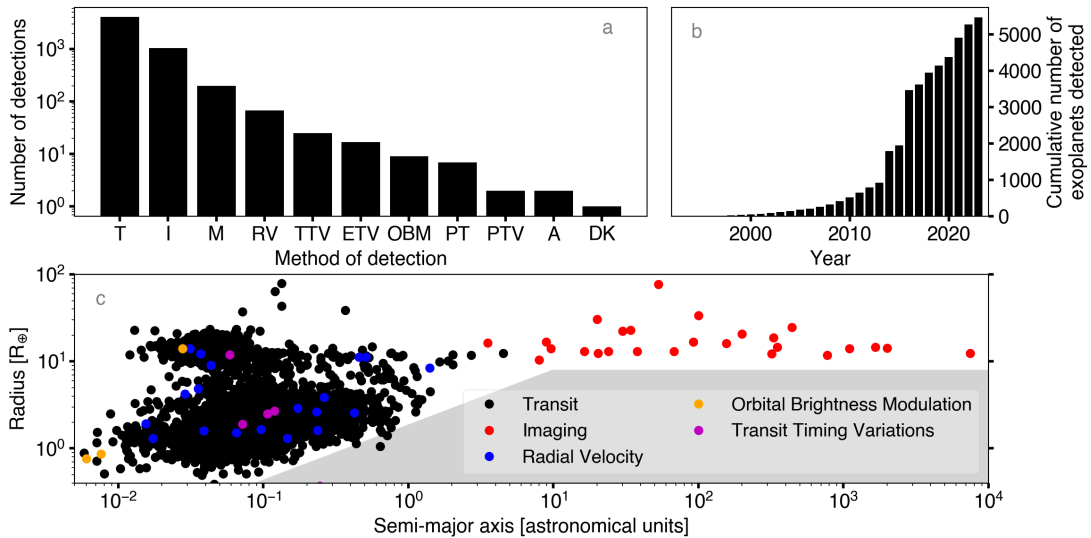 a
Number of detections
10³
10²
10¹
10⁰
T I M RV TTV ETV OBM PT PTV A DK
Method of detection
b
Cumulative number of
exoplanets detected
5000
4000
3000
2000
1000
0
2000 2010 2020
Year
c
Radius [R⊕]
10²
10¹
10⁰
Transit
Imaging
Radial Velocity
Orbital Brightness Modulation
Transit Timing Variations
10⁻² 10⁻¹ 10⁰ 10¹ 10² 10³ 10⁴
Semi-major axis [astronomical units]